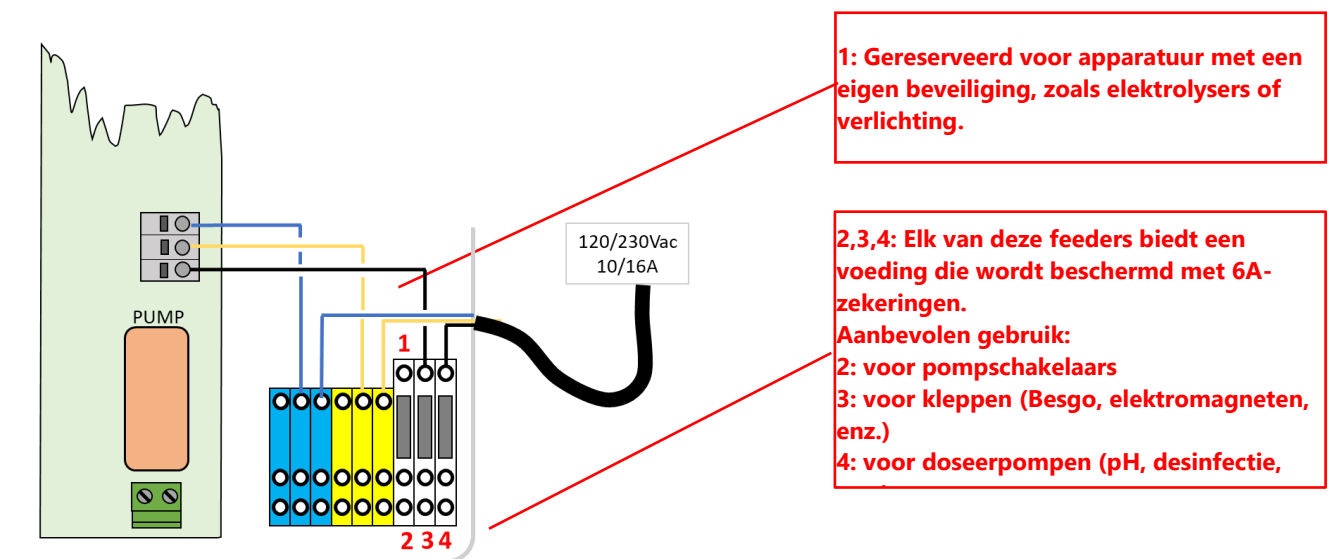 1: Gereserveerd voor apparatuur met een
eigen beveiliging, zoals elektrolysers of
verlichting.
120/230Vac
10/16A
2,3,4: Elk van deze feeders biedt een
voeding die wordt beschermd met 6A-
zekeringen.
Aanbevolen gebruik:
2: voor pompschakelaars
3: voor kleppen (Besgo, elektromagneten,
enz.)
4: voor doseerpompen (pH, desinfectie,
PUMP
1
2 3 4